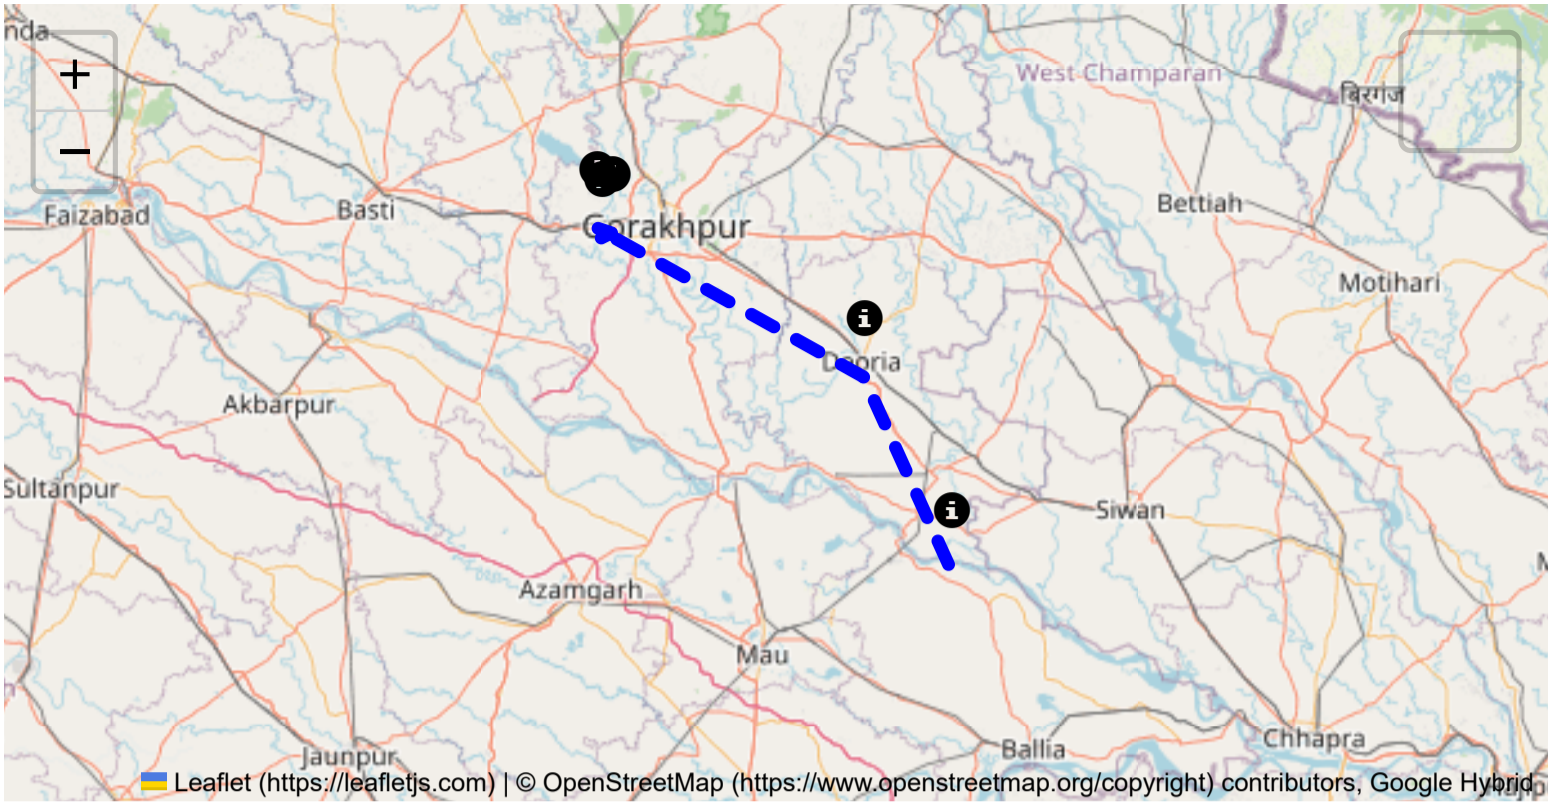 nda
+
−
West Champaran
बिरगंज
Faizabad
Basti
Gorakhpur
Bettiah
Motihari
Deoria
Akbarpur
Sultanpur
Siwan
Azamgarh
Mau
Jaunpur
Ballia
Chhapra
Leaflet (https://leafletjs.com) | © OpenStreetMap (https://www.openstreetmap.org/copyright) contributors, Google Hybrid